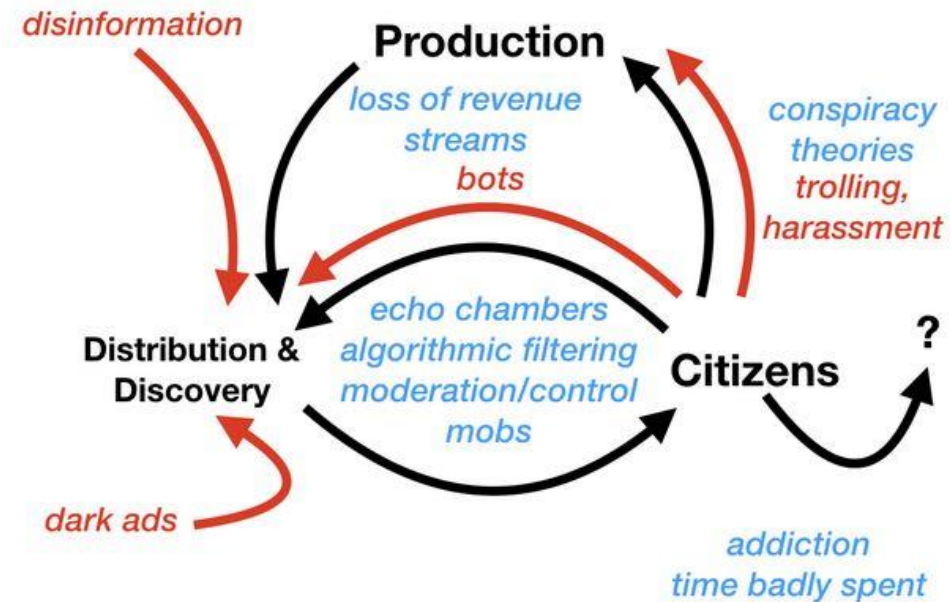 disinformation
Production
loss of revenue
streams
bots
conspiracy
theories
trolling,
harassment
echo chambers
algorithmic filtering
moderation/control
mobs
Distribution &
Discovery
Citizens
?
dark ads
addiction
time badly spent